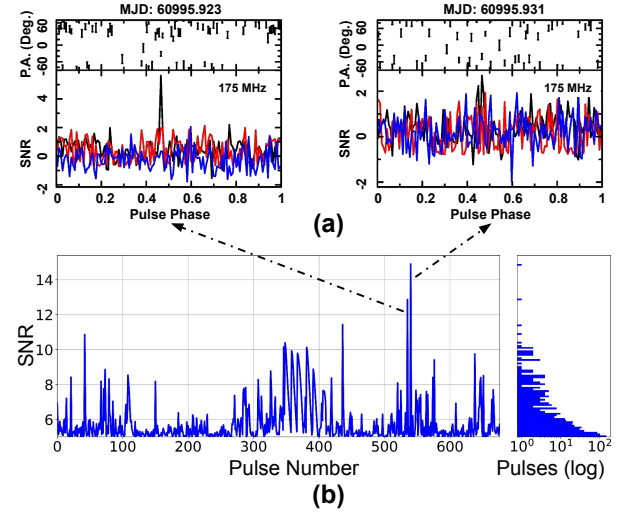 MJD: 60995.923
MJD: 60995.931
P.A. (Deg.)
60
0
-60
P.A. (Deg.)
60
0
-60
175 MHz
175 MHz
SNR
4
2
0
-2
SNR
2
0
-2
0 0.2 0.4 0.6 0.8 1
0 0.2 0.4 0.6 0.8 1
Pulse Phase
Pulse Phase
(a)
SNR
14
12
10
8
6
0 100 200 300 400 500 600
10⁰ 10¹ 10²
Pulse Number
Pulses (log)
(b)